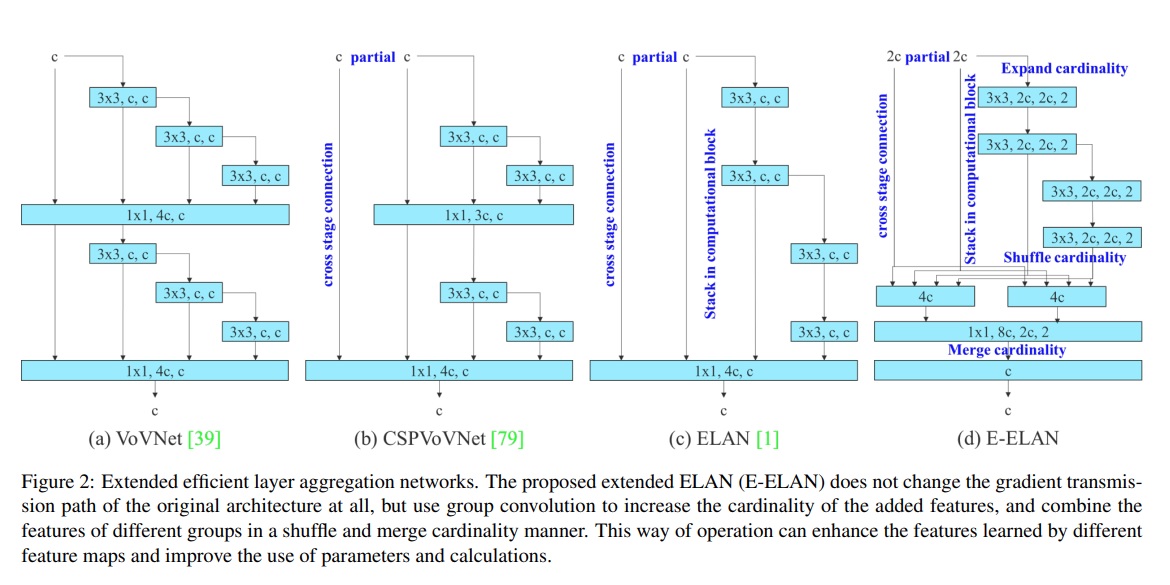 c
3x3, c, c
3x3, c, c
3x3, c, c
1x1, 4c, c
3x3, c, c
3x3, c, c
3x3, c, c
1x1, 4c, c
c
(a) VoVNet [39]
c partial c
cross stage connection
3x3, c, c
3x3, c, c
1x1, 3c, c
3x3, c, c
3x3, c, c
1x1, 4c, c
c
(b) CSPVoVNet [79]
c partial c
cross stage connection
Stack in computational block
3x3, c, c
3x3, c, c
3x3, c, c
3x3, c, c
1x1, 4c, c
c
(c) ELAN [1]
2c partial 2c
cross stage connection
Stack in computational block
Expand cardinality
3x3, 2c, 2c, 2
3x3, 2c, 2c, 2
3x3, 2c, 2c, 2
3x3, 2c, 2c, 2
Shuffle cardinality
4c
4c
1x1, 8c, 2c, 2
Merge cardinality
c
c
(d) E-ELAN
Figure 2: Extended efficient layer aggregation networks. The proposed extended ELAN (E-ELAN) does not change the gradient transmis-
sion path of the original architecture at all, but use group convolution to increase the cardinality of the added features, and combine the
features of different groups in a shuffle and merge cardinality manner. This way of operation can enhance the features learned by different
feature maps and improve the use of parameters and calculations.